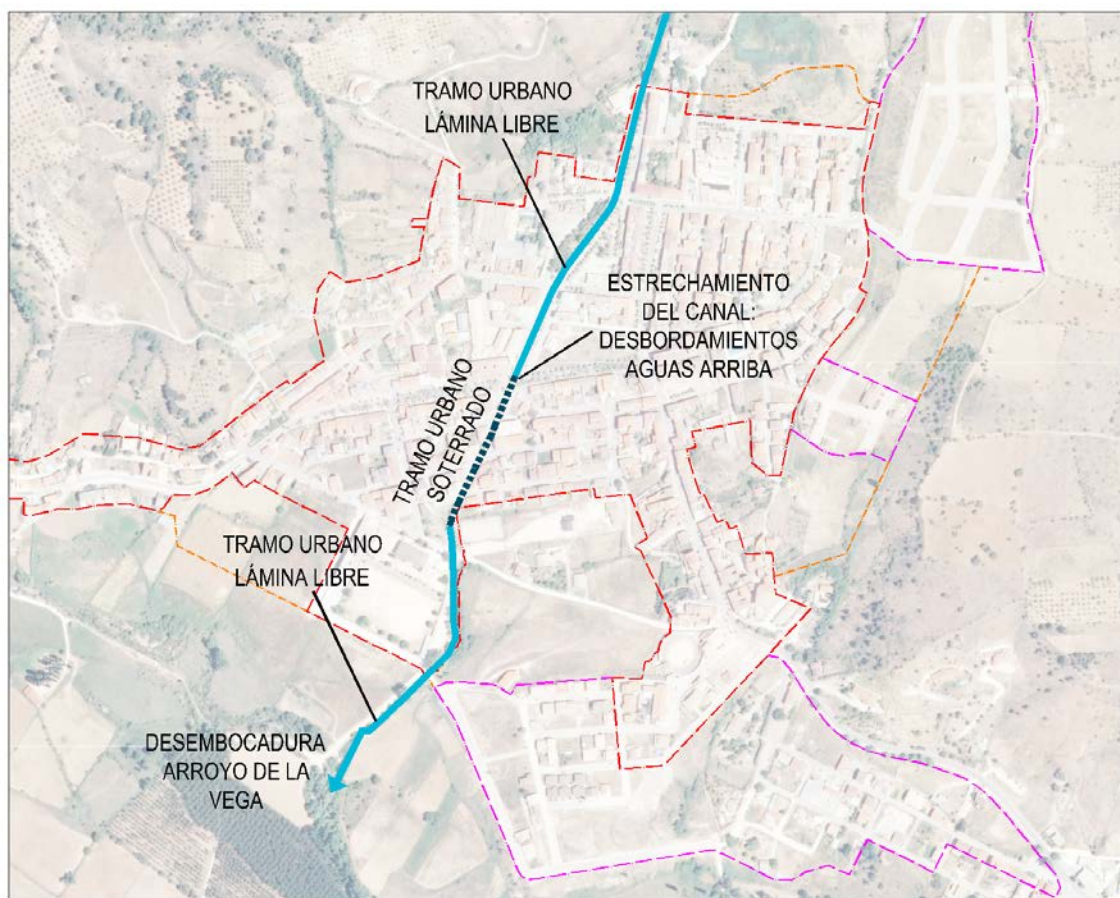 TRAMO URBANO
LÁMINA LIBRE
ESTRECHAMIENTO
DEL CANAL:
DESBORDAMIENTOS
AGUAS ARRIBA
TRAMO URBANO
SOTERRADO
TRAMO URBANO
LÁMINA LIBRE
DESEMBOCADURA
ARROYO DE LA
VEGA